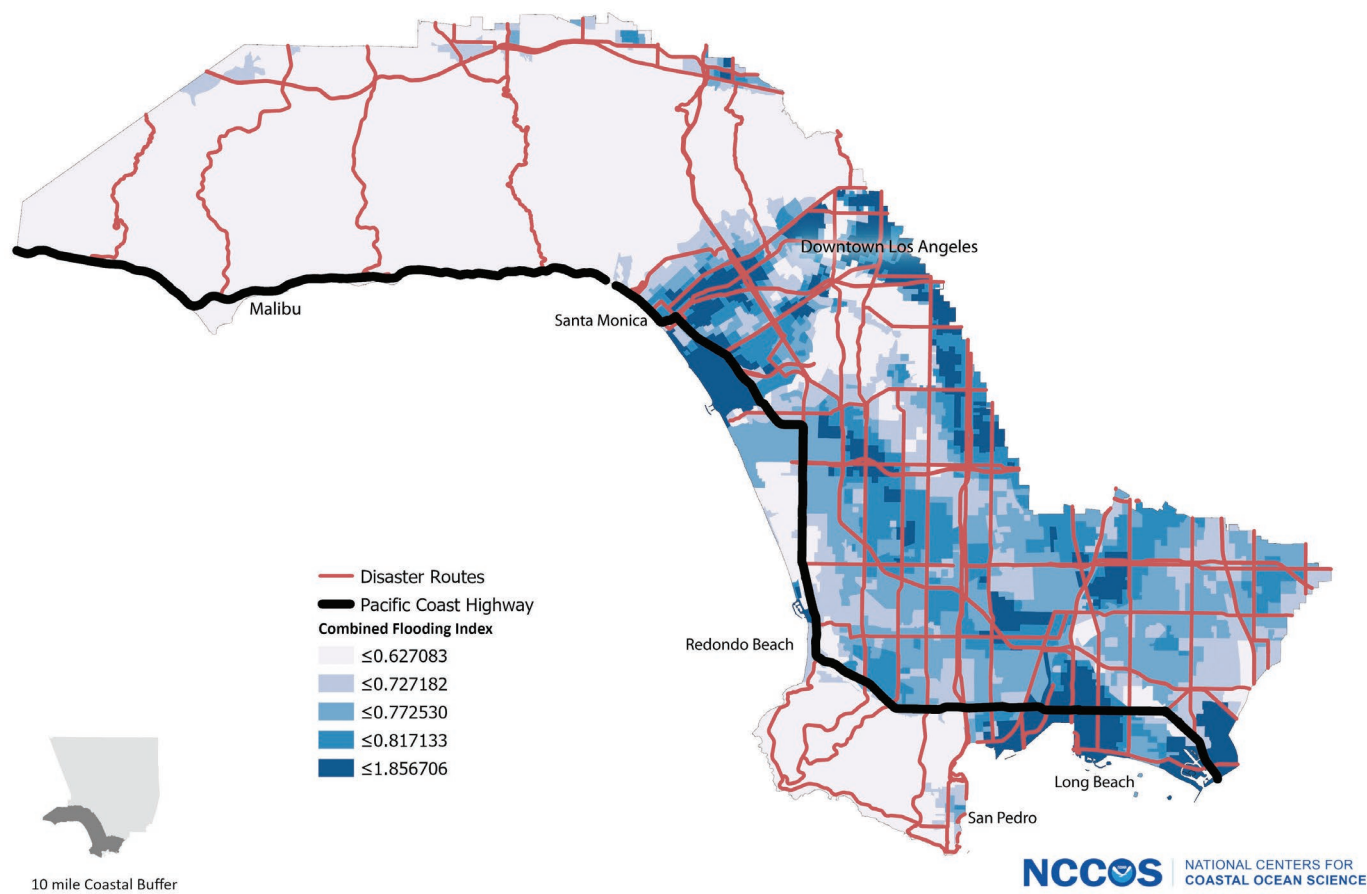 Downtown Los Angeles
Malibu
Santa Monica
Disaster Routes
Pacific Coast Highway
Combined Flooding Index
≤0.627083
≤0.727182
≤0.772530
≤0.817133
≤1.856706
Redondo Beach
Long Beach
San Pedro
10 mile Coastal Buffer
NCCOS
NATIONAL CENTERS FOR
COASTAL OCEAN SCIENCE